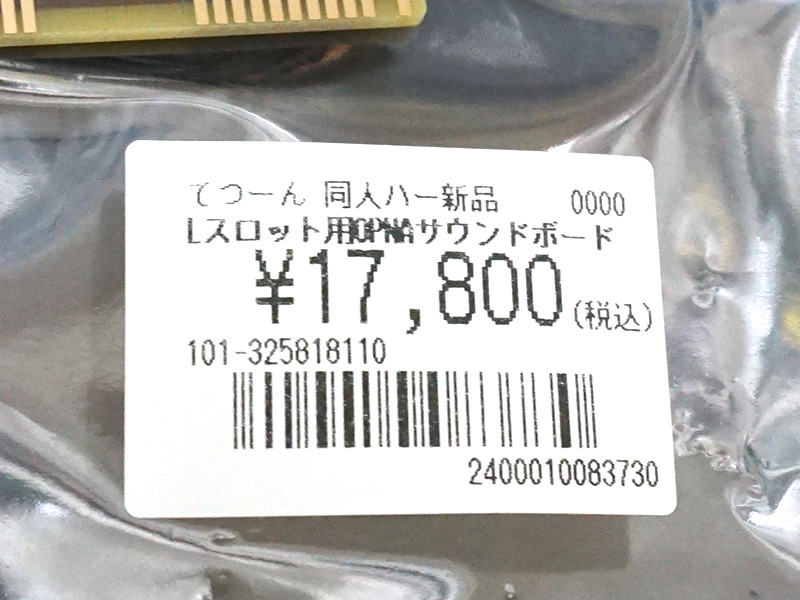 てつーん 同人ハー新品 0000
Lスロット用OPNAサウンドボード
¥17,800(税込)
101-325818110
2400010083730